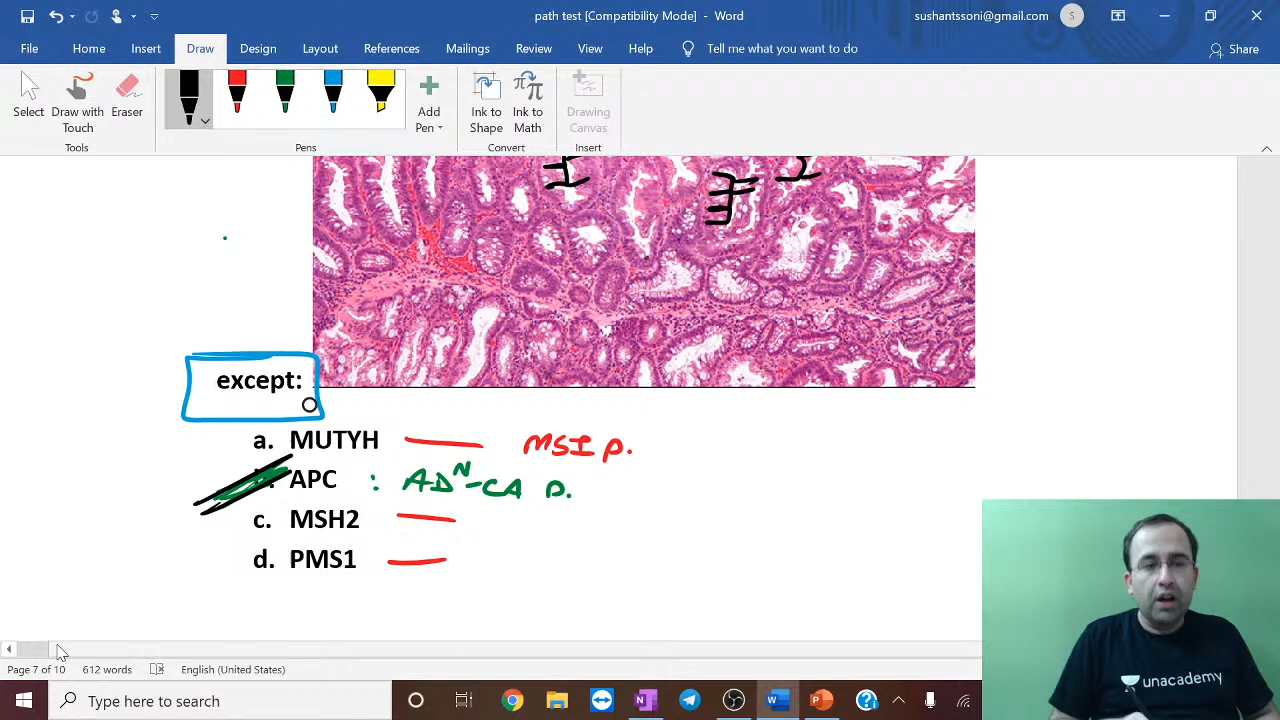 path test [Compatibility Mode] - Word
sushantssoni@gmail.com
S
File Home Insert Draw Design Layout References Mailings Review View Help Tell me what you want to do Share
Select Draw with Touch Eraser
Add Pen
Ink to Shape
Ink to Math
Drawing Canvas
Tools Pens Convert Insert
except:
a. MUTYH MSI p.
APC : ADN-CA p.
c. MSH2
d. PMS1
unacademy
Page 7 of 10 612 words English (United States)
Type here to search